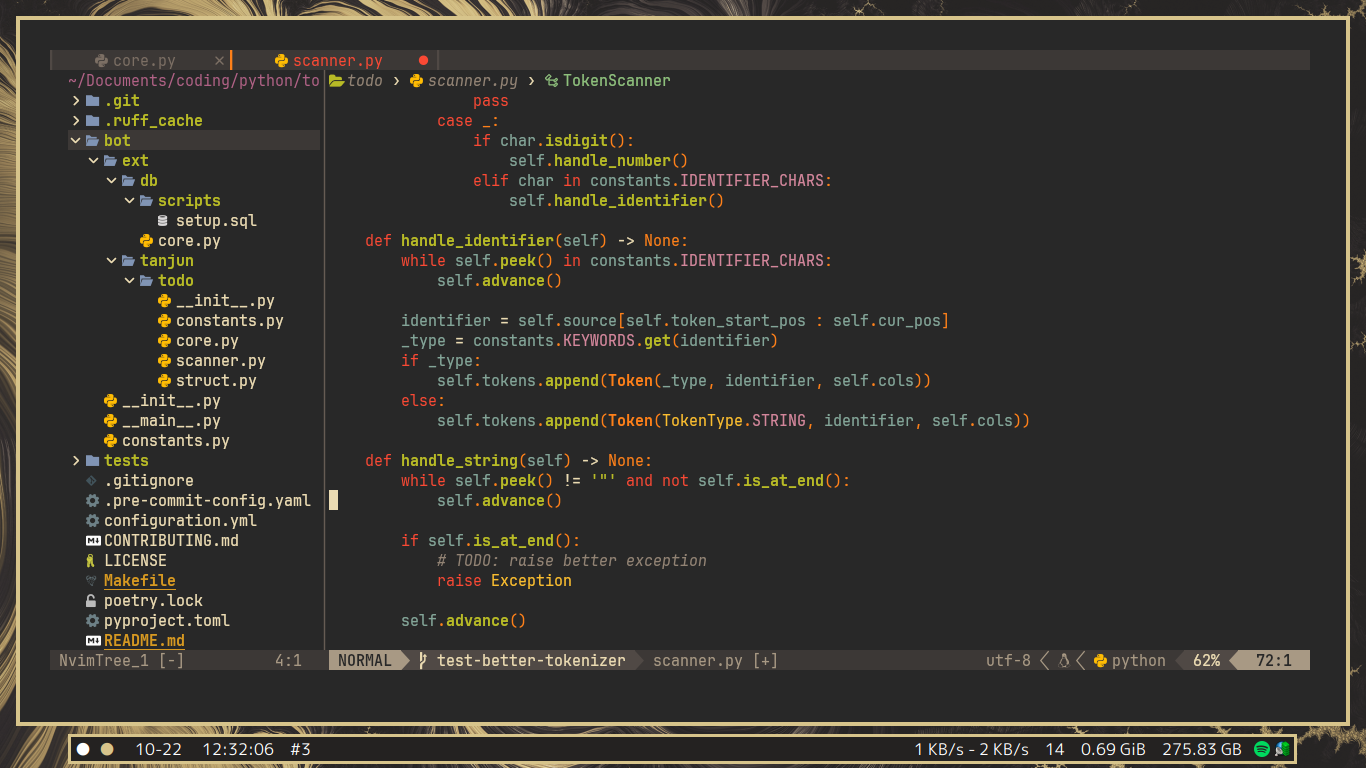 core.py × scanner.py
~/Documents/coding/python/to
.git
.ruff_cache
bot
ext
db
scripts
setup.sql
core.py
tanjun
todo
__init__.py
constants.py
core.py
scanner.py
struct.py
__init__.py
__main__.py
constants.py
tests
.gitignore
.pre-commit-config.yaml
configuration.yml
CONTRIBUTING.md
LICENSE
Makefile
poetry.lock
pyproject.toml
README.md
NvimTree_1 [-] 4:1
todo › scanner.py › TokenScanner
pass
case _:
if char.isdigit():
self.handle_number()
elif char in constants.IDENTIFIER_CHARS:
self.handle_identifier()
def handle_identifier(self) -> None:
while self.peek() in constants.IDENTIFIER_CHARS:
self.advance()
identifier = self.source[self.token_start_pos : self.cur_pos]
_type = constants.KEYWORDS.get(identifier)
if _type:
self.tokens.append(Token(_type, identifier, self.cols))
else:
self.tokens.append(Token(TokenType.STRING, identifier, self.cols))
def handle_string(self) -> None:
while self.peek() != '"' and not self.is_at_end():
self.advance()
if self.is_at_end():
# TODO: raise better exception
raise Exception
self.advance()
NORMAL test-better-tokenizer scanner.py [+] utf-8 python 62% 72:1
10-22 12:32:06 #3 1 KB/s - 2 KB/s 14 0.69 GiB 275.83 GB